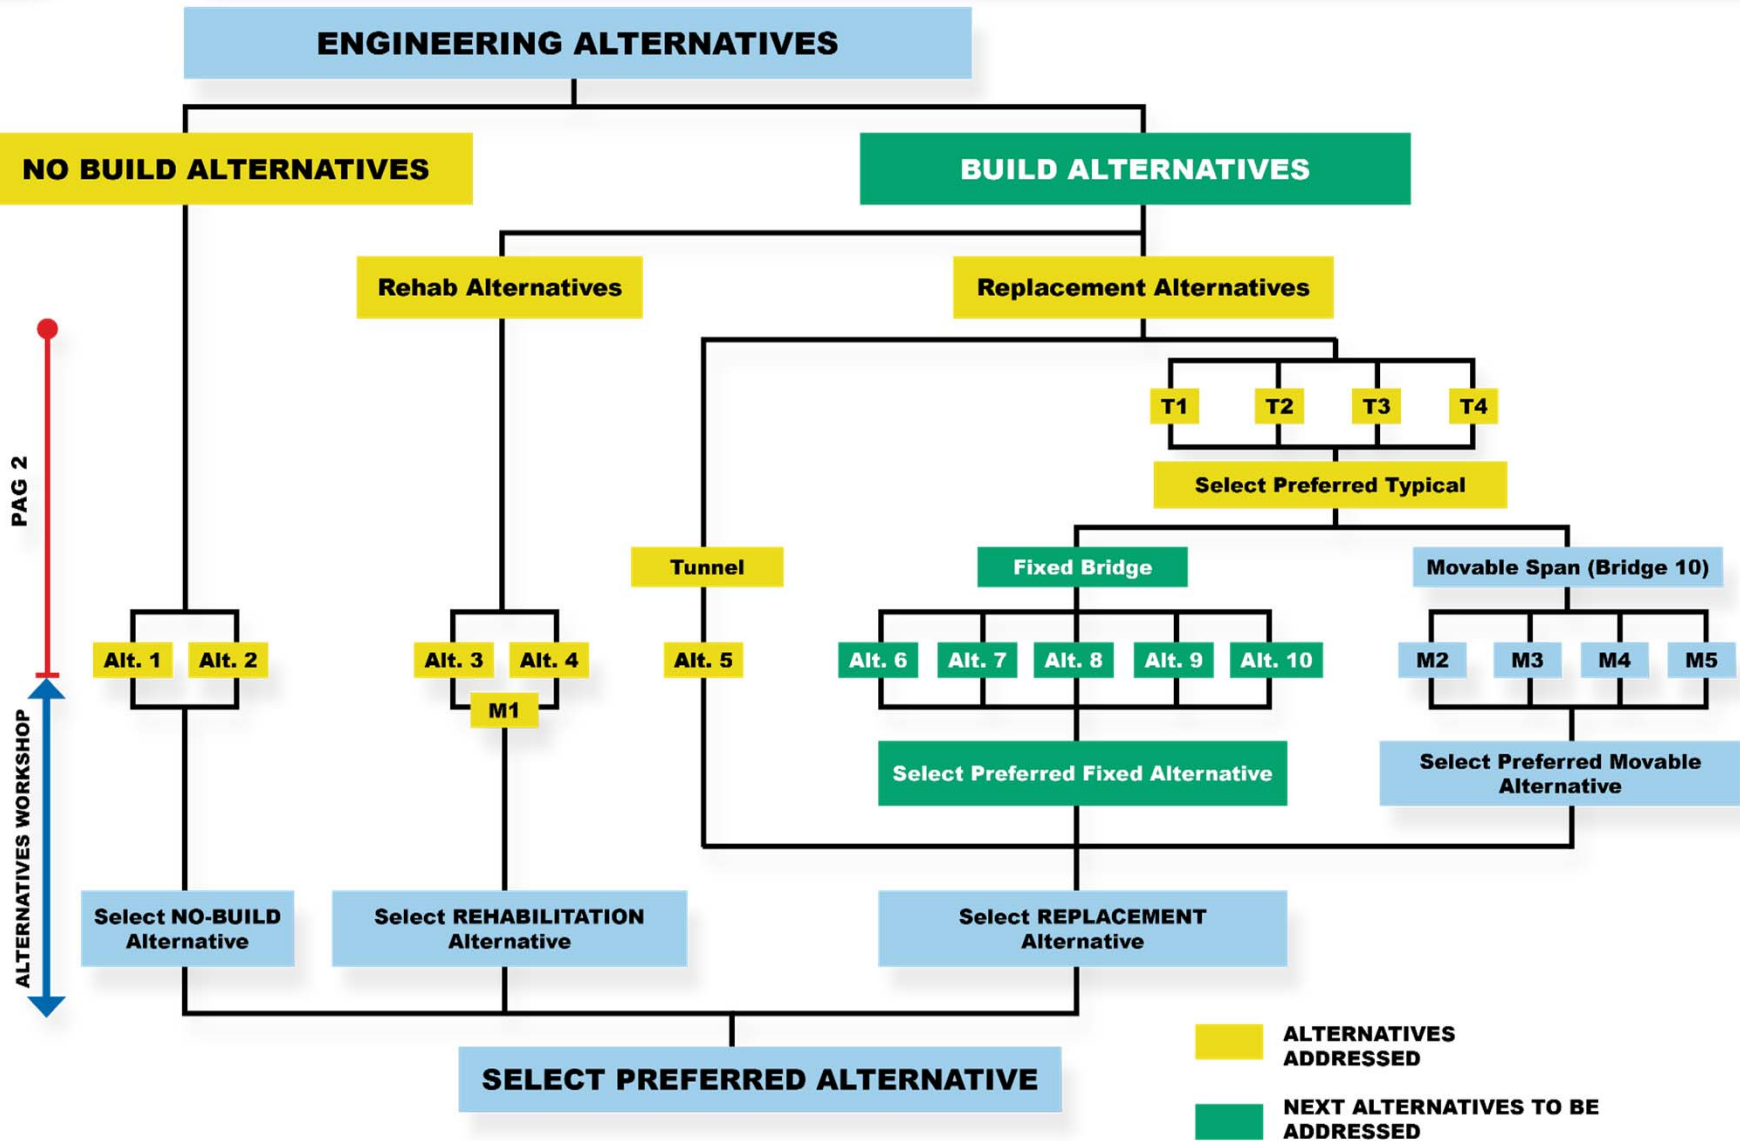 ENGINEERING ALTERNATIVES
NO BUILD ALTERNATIVES
BUILD ALTERNATIVES
Rehab Alternatives
Replacement Alternatives
T1
T2
T3
T4
Select Preferred Typical
PAG 2
Tunnel
Fixed Bridge
Movable Span (Bridge 10)
Alt. 1
Alt. 2
Alt. 3
Alt. 4
M1
Alt. 5
Alt. 6
Alt. 7
Alt. 8
Alt. 9
Alt. 10
M2
M3
M4
M5
Select Preferred Fixed Alternative
Select Preferred Movable
Alternative
ALTERNATIVES WORKSHOP
Select NO-BUILD
Alternative
Select REHABILITATION
Alternative
Select REPLACEMENT
Alternative
SELECT PREFERRED ALTERNATIVE
ALTERNATIVES
ADDRESSED
NEXT ALTERNATIVES TO BE
ADDRESSED